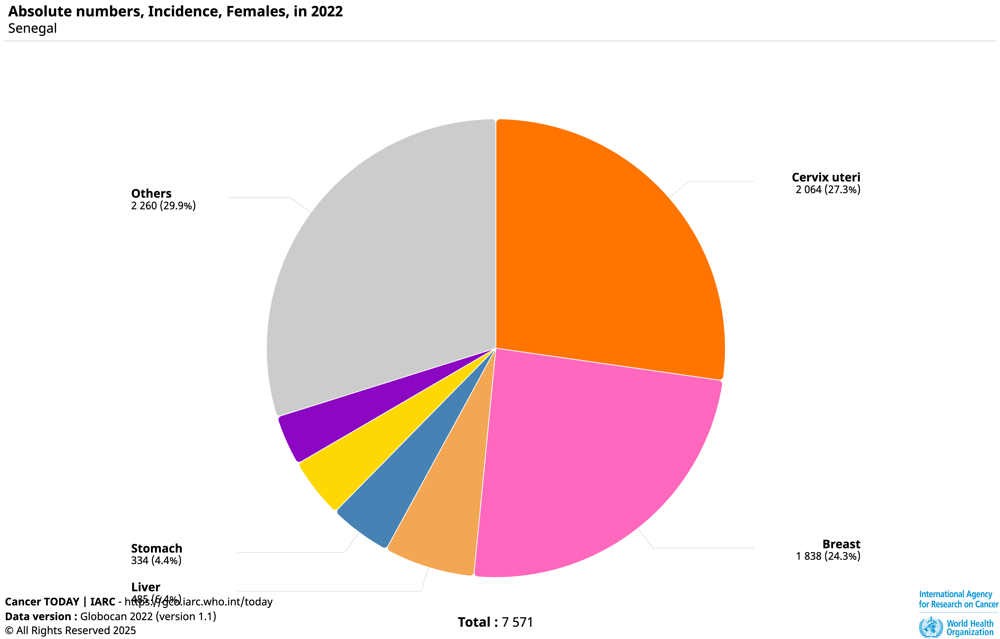 Absolute numbers, Incidence, Females, in 2022
Senegal
Cervix uteri
2 064 (27.3%)
Others
2 260 (29.9%)
Breast
1 838 (24.3%)
Stomach
334 (4.4%)
Liver
485 (6.4%)
Cancer TODAY | IARC - https://gco.iarc.who.int/today
Data version : Globocan 2022 (version 1.1)
© All Rights Reserved 2025
Total : 7 571
International Agency
for Research on Cancer
World Health
Organization